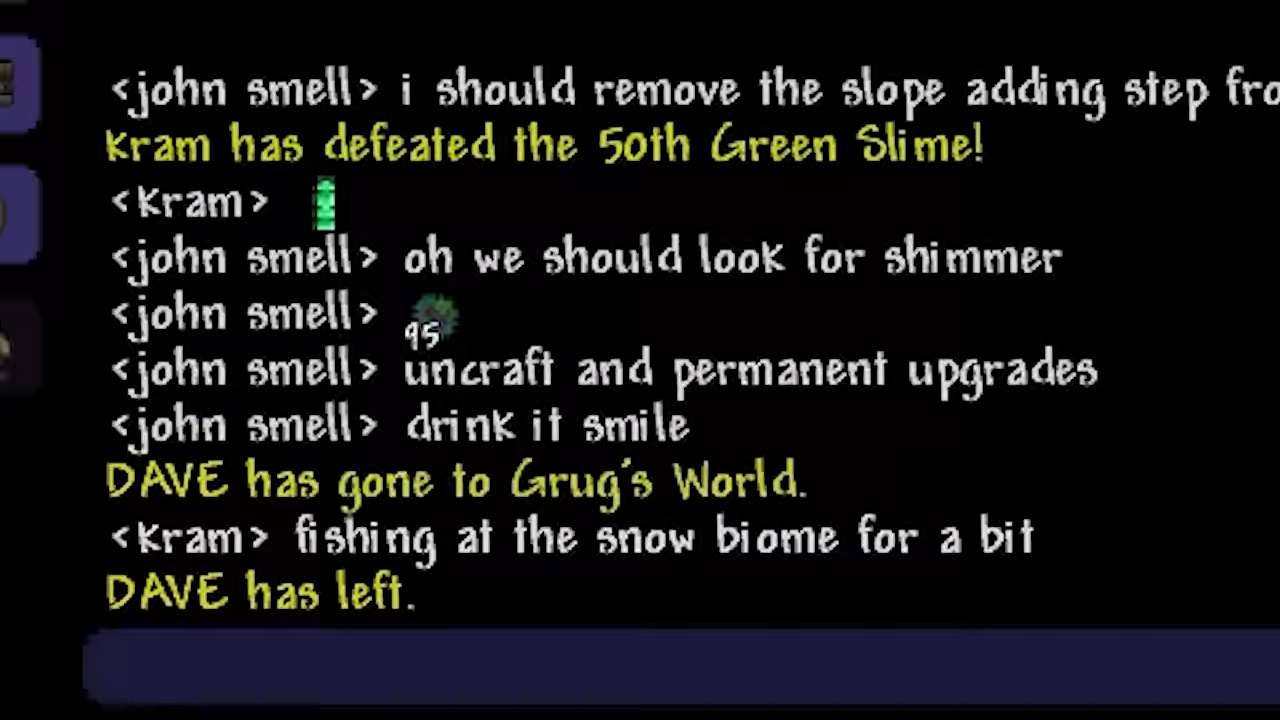 <john smell> i should remove the slope adding step
Kram has defeated the 50th Green Slime!
<Kram>
<john smell> oh we should look for shimmer
<john smell> 95
<john smell> uncraft and permanent upgrades
<john smell> drink it smile
DAVE has gone to Grug's World.
<Kram> fishing at the snow biome for a bit
DAVE has left.